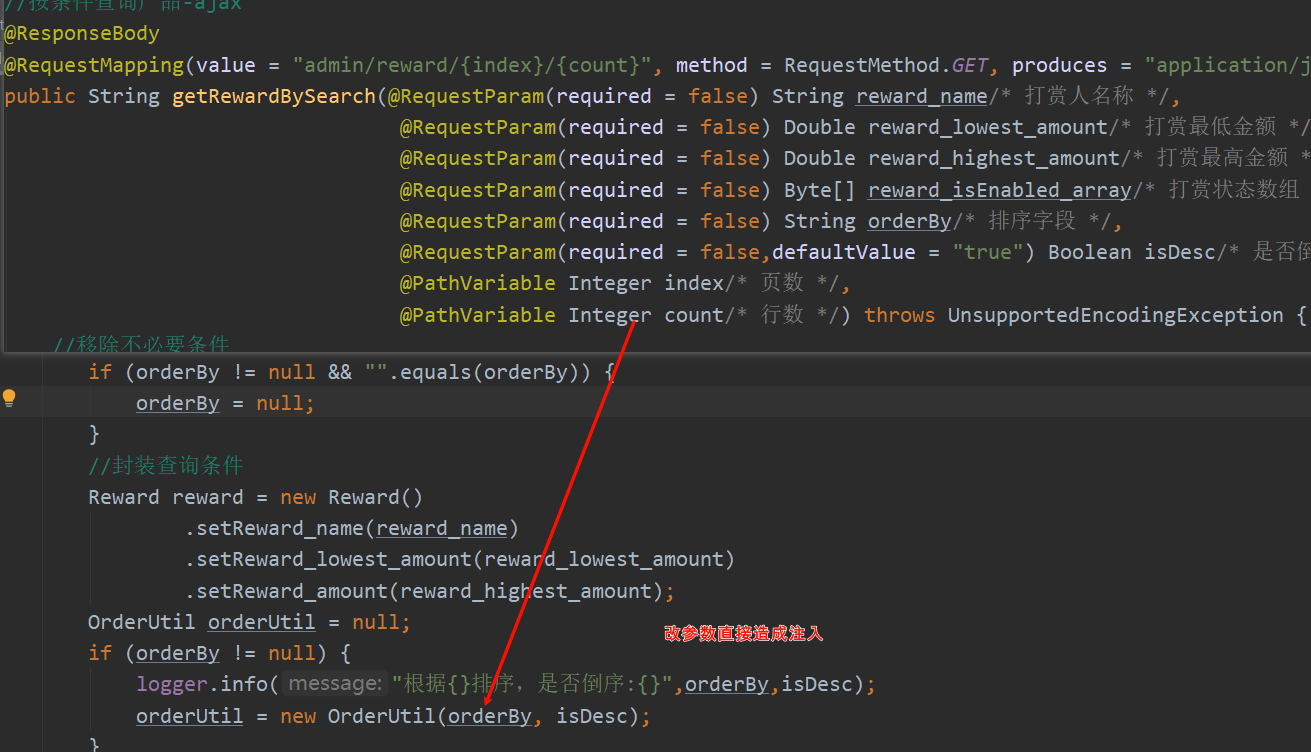 //按条件查询产品-ajax
@ResponseBody
@RequestMapping(value = "admin/reward/{index}/{count}", method = RequestMethod.GET, produces = "application/j
public String getRewardBySearch(@RequestParam(required = false) String reward_name/* 打赏人名称 */,
@RequestParam(required = false) Double reward_lowest_amount/* 打赏最低金额 */
@RequestParam(required = false) Double reward_highest_amount/* 打赏最高金额 *
@RequestParam(required = false) Byte[] reward_isEnabled_array/* 打赏状态数组
@RequestParam(required = false) String orderBy/* 排序字段 */,
@RequestParam(required = false,defaultValue = "true") Boolean isDesc/* 是否倒
@PathVariable Integer index/* 页数 */,
@PathVariable Integer count/* 行数 */) throws UnsupportedEncodingException {
//移除不必要条件
if (orderBy != null && "".equals(orderBy)) {
orderBy = null;
}
//封装查询条件
Reward reward = new Reward()
.setReward_name(reward_name)
.setReward_lowest_amount(reward_lowest_amount)
.setReward_amount(reward_highest_amount);
OrderUtil orderUtil = null;
改参数直接造成注入
if (orderBy != null) {
logger.info( message: "根据{}排序，是否倒序:{}",orderBy,isDesc);
orderUtil = new OrderUtil(orderBy, isDesc);
}